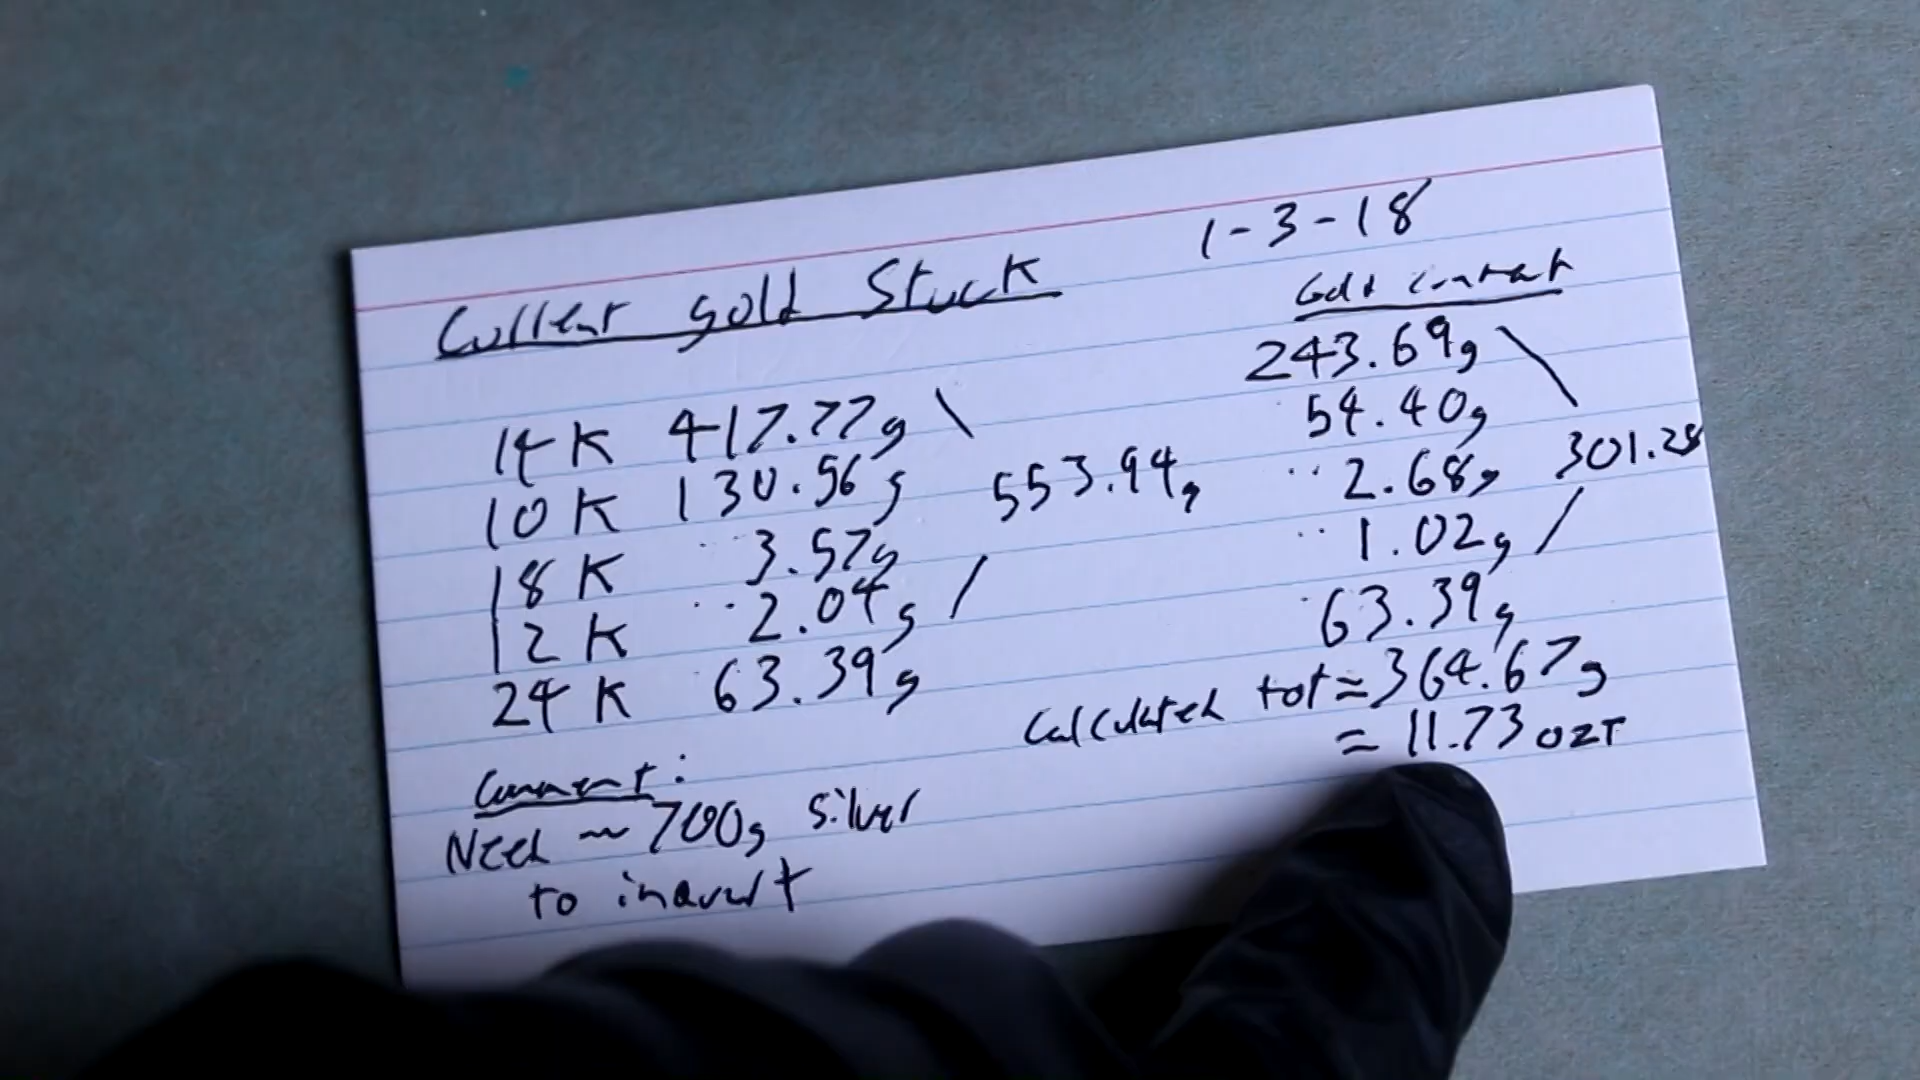 1-3-18
Current gold Stock
Gold content
14K 417.77g \ 243.69g \
10K 130.56g 553.94g 54.40g
18K 3.57g 2.68g 301.28
12K 2.04g / 1.02g /
24K 63.39g 63.39g
Calculated tot = 364.67g
= 11.73 OZT
Comment:
Need ~ 700g silver
to inquart